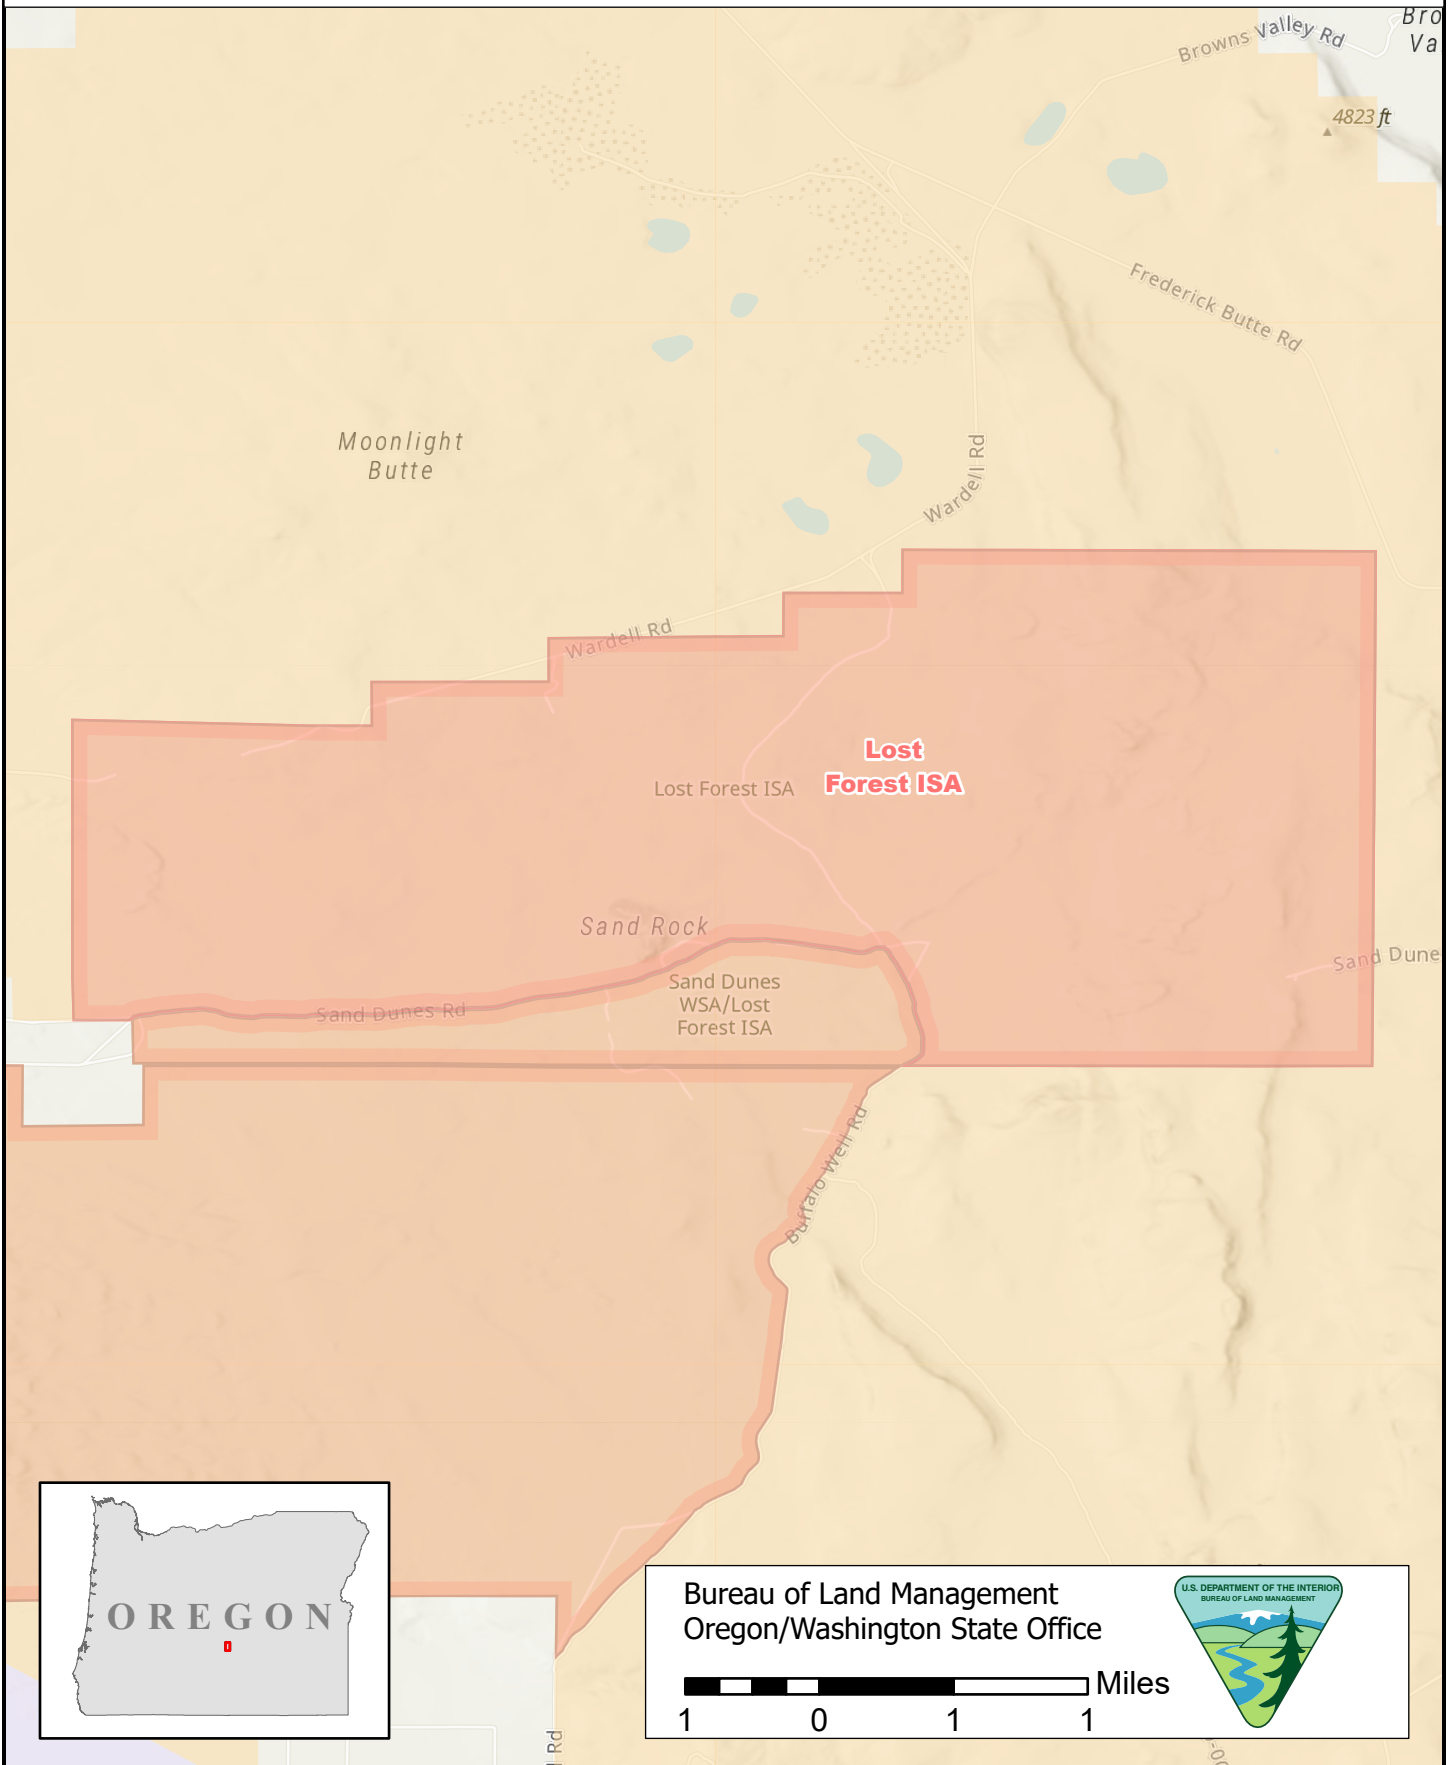 Bro
Va
Browns Valley Rd
4823 ft
Frederick Butte Rd
Moonlight
Butte
Wardell Rd
Wardell Rd
Lost
Forest ISA
Lost Forest ISA
Sand Rock
Sand Dune
Sand Dunes
WSA/Lost
Forest ISA
Sand Dunes Rd
Buffalo Well Rd
OREGON
Bureau of Land Management
Oregon/Washington State Office
U.S. DEPARTMENT OF THE INTERIOR
BUREAU OF LAND MANAGEMENT
Miles
1 0 1 1
Rd